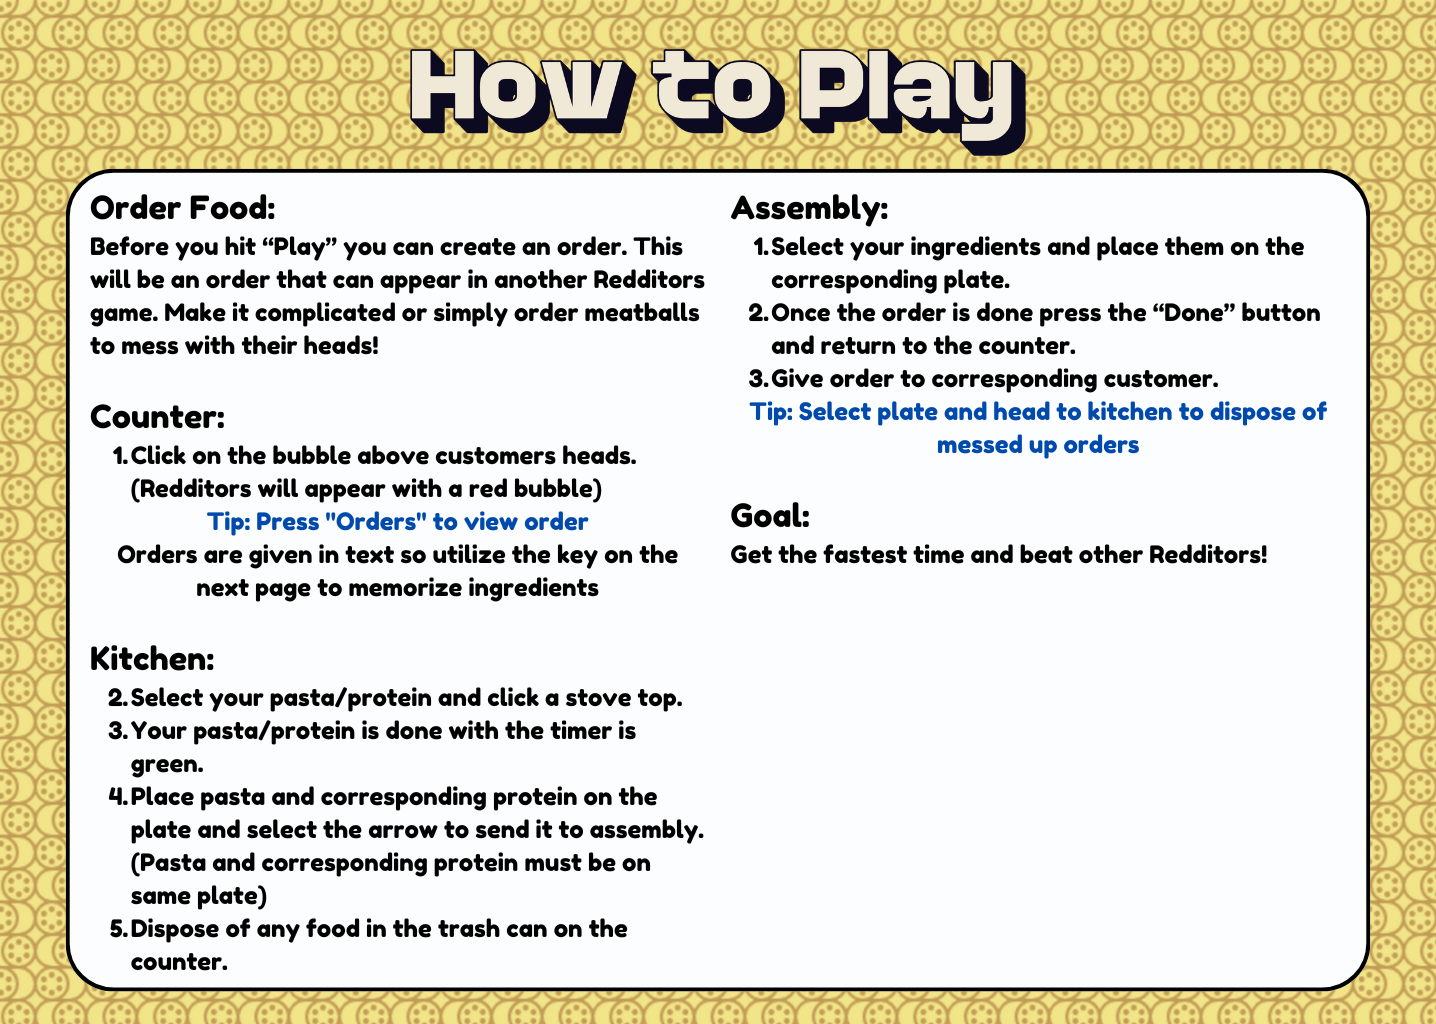 How to Play
Order Food:
Before you hit “Play” you can create an order. This
will be an order that can appear in another Redditors
game. Make it complicated or simply order meatballs
to mess with their heads!
Counter:
1. Click on the bubble above customers heads.
(Redditors will appear with a red bubble)
Tip: Press "Orders" to view order
Orders are given in text so utilize the key on the
next page to memorize ingredients
Kitchen:
2. Select your pasta/protein and click a stove top.
3. Your pasta/protein is done with the timer is
green.
4. Place pasta and corresponding protein on the
plate and select the arrow to send it to assembly.
(Pasta and corresponding protein must be on
same plate)
5. Dispose of any food in the trash can on the
counter.
Assembly:
1. Select your ingredients and place them on the
corresponding plate.
2. Once the order is done press the “Done” button
and return to the counter.
3. Give order to corresponding customer.
Tip: Select plate and head to kitchen to dispose of
messed up orders
Goal:
Get the fastest time and beat other Redditors!